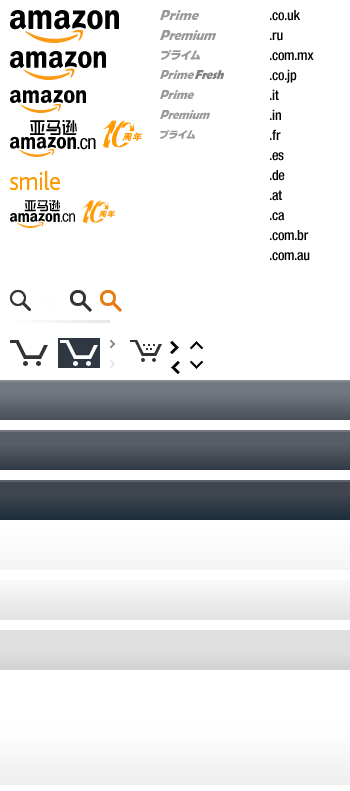 amazon
amazon
amazon
亚马逊
amazon.cn
10周年
smile
亚马逊
amazon.cn
10周年
Prime
Premium
プライム
Prime Fresh
Prime
Premium
プライム
.co.uk
.ru
.com.mx
.co.jp
.it
.in
.fr
.es
.de
.at
.ca
.com.br
.com.au